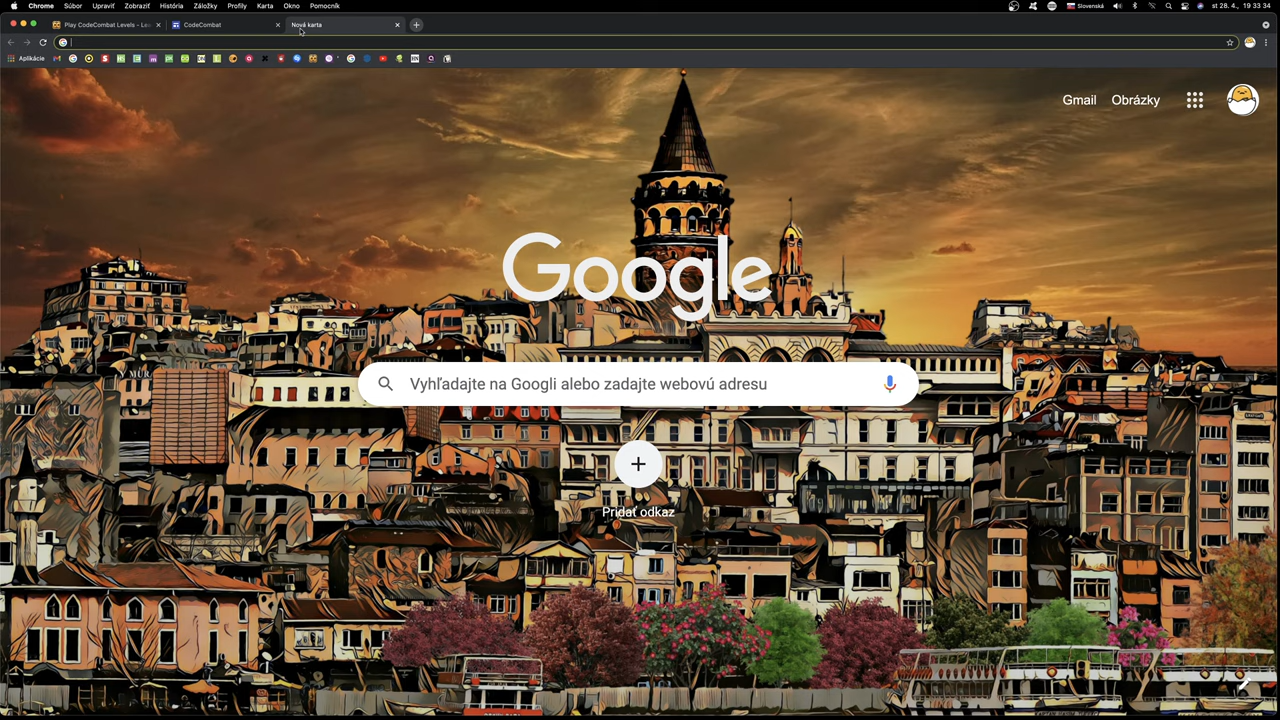 Chrome Súbor Upraviť Zobraziť História Záložky Profily Karta Okno Pomocník Slovenská st 28. 4., 19 33 34
Play CodeCombat Levels - Le CodeCombat Nová karta
Aplikácie
Gmail Obrázky
Google
Vyhľadajte na Googli alebo zadajte webovú adresu
Pridať odkaz